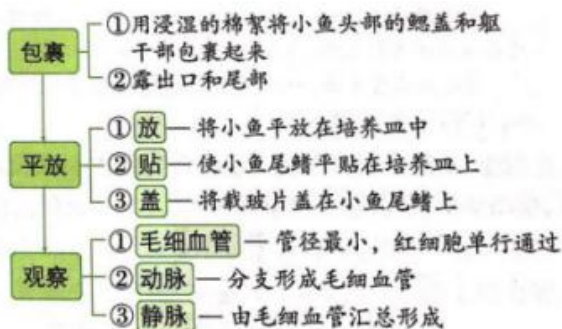 包裹
①用浸湿的棉絮将小鱼头部的鳃盖和躯
干部包裹起来
②露出口和尾部
平放
①放—将小鱼平放在培养皿中
②贴—使小鱼尾鳍平贴在培养皿上
③盖—将载玻片盖在小鱼尾鳍上
观察
①毛细血管—管径最小，红细胞单行通过
②动脉—分支形成毛细血管
③静脉—由毛细血管汇总形成